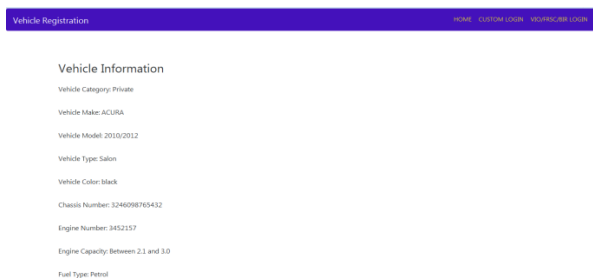 Vehicle Registration HOME CUSTOM LOGIN VIO/FRSC/BIR LOGIN
Vehicle Information
Vehicle Category: Private
Vehicle Make: ACURA
Vehicle Model: 2010/2012
Vehicle Type: Salon
Vehicle Color: black
Chassis Number: 3246098765432
Engine Number: 3452157
Engine Capacity: Between 2.1 and 3.0
Fuel Type: Petrol